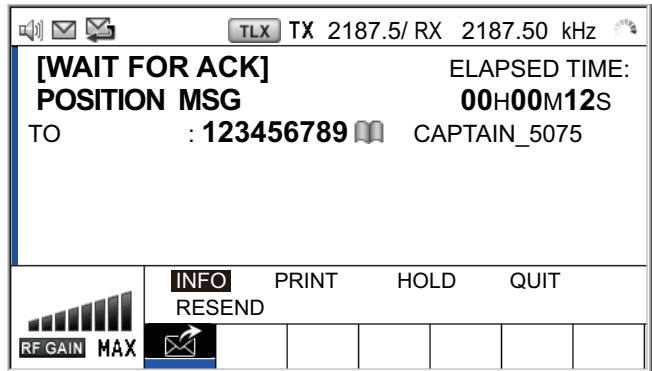 TLX TX 2187.5/ RX 2187.50 kHz
[WAIT FOR ACK] ELAPSED TIME:
POSITION MSG 00H00M12S
TO : 123456789 CAPTAIN_5075
INFO PRINT HOLD QUIT
RESEND
RF GAIN MAX